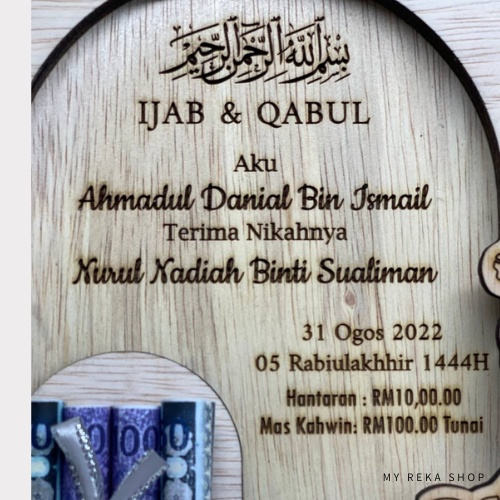 بسم الله الرحمن الرحيم
IJAB & QABUL
Aku
Ahmadul Danial Bin Ismail
Terima Nikahnya
Nurul Nadiah Binti Sualiman
31 Ogos 2022
05 Rabiulakhhir 1444H
Hantaran : RM10,00.00
Mas Kahwin: RM100.00 Tunai
100
MY REKA SHOP